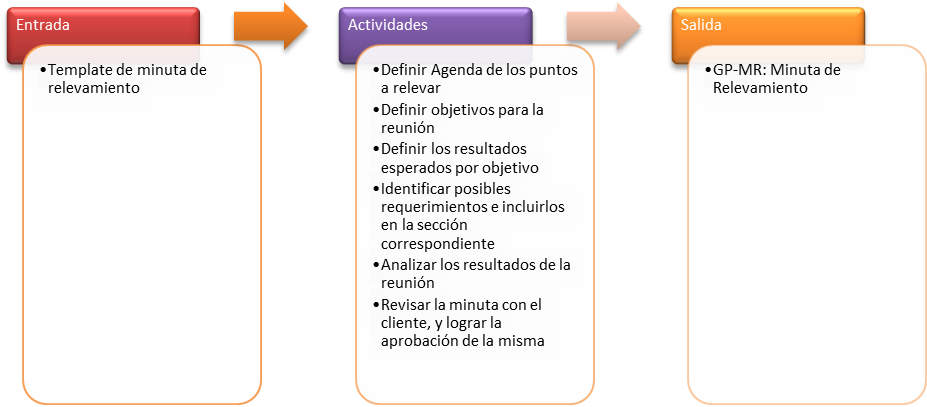 Entrada
•Template de minuta de
relevamiento
Actividades
•Definir Agenda de los puntos
a relevar
•Definir objetivos para la
reunión
•Definir los resultados
esperados por objetivo
•Identificar posibles
requerimientos e incluirlos
en la sección
correspondiente
•Analizar los resultados de la
reunión
•Revisar la minuta con el
cliente, y lograr la
aprobación de la misma
Salida
•GP-MR: Minuta de
Relevamiento